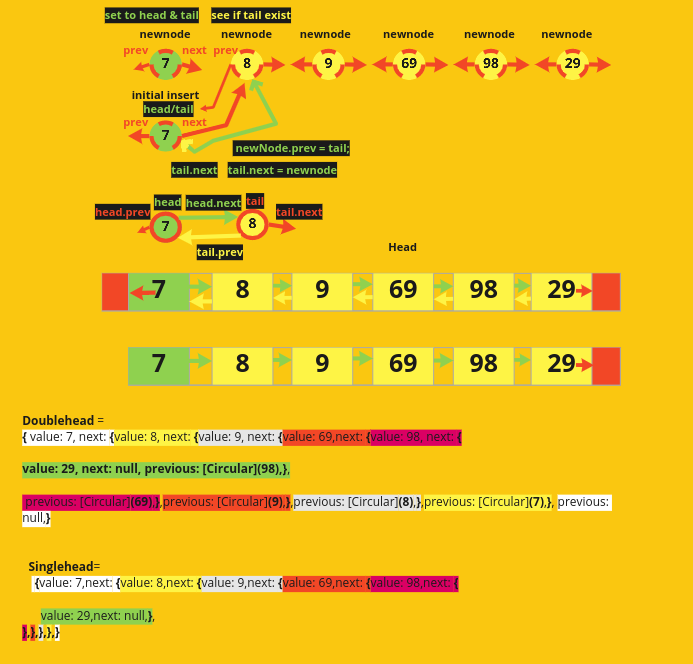 set to head & tail see if tail exist
newnode newnode newnode newnode newnode newnode
prev next prev
7 8 9 69 98 29
initial insert
head/tail
prev next
7
newNode.prev = tail;
tail.next tail.next = newnode
head head.next tail
head.prev tail.next
7 8
tail.prev
Head
7 8 9 69 98 29
7 8 9 69 98 29
Doublehead =
{ value: 7, next: {value: 8, next: {value: 9, next: {value: 69,next: {value: 98, next: {
value: 29, next: null, previous: [Circular](98),},
previous: [Circular](69),},previous: [Circular](9),},previous: [Circular](8),},previous: [Circular](7),}, previous:
null,}
Singlehead=
{value: 7,next: {value: 8,next: {value: 9,next: {value: 69,next: {value: 98,next: {
value: 29,next: null,},
},},},},}